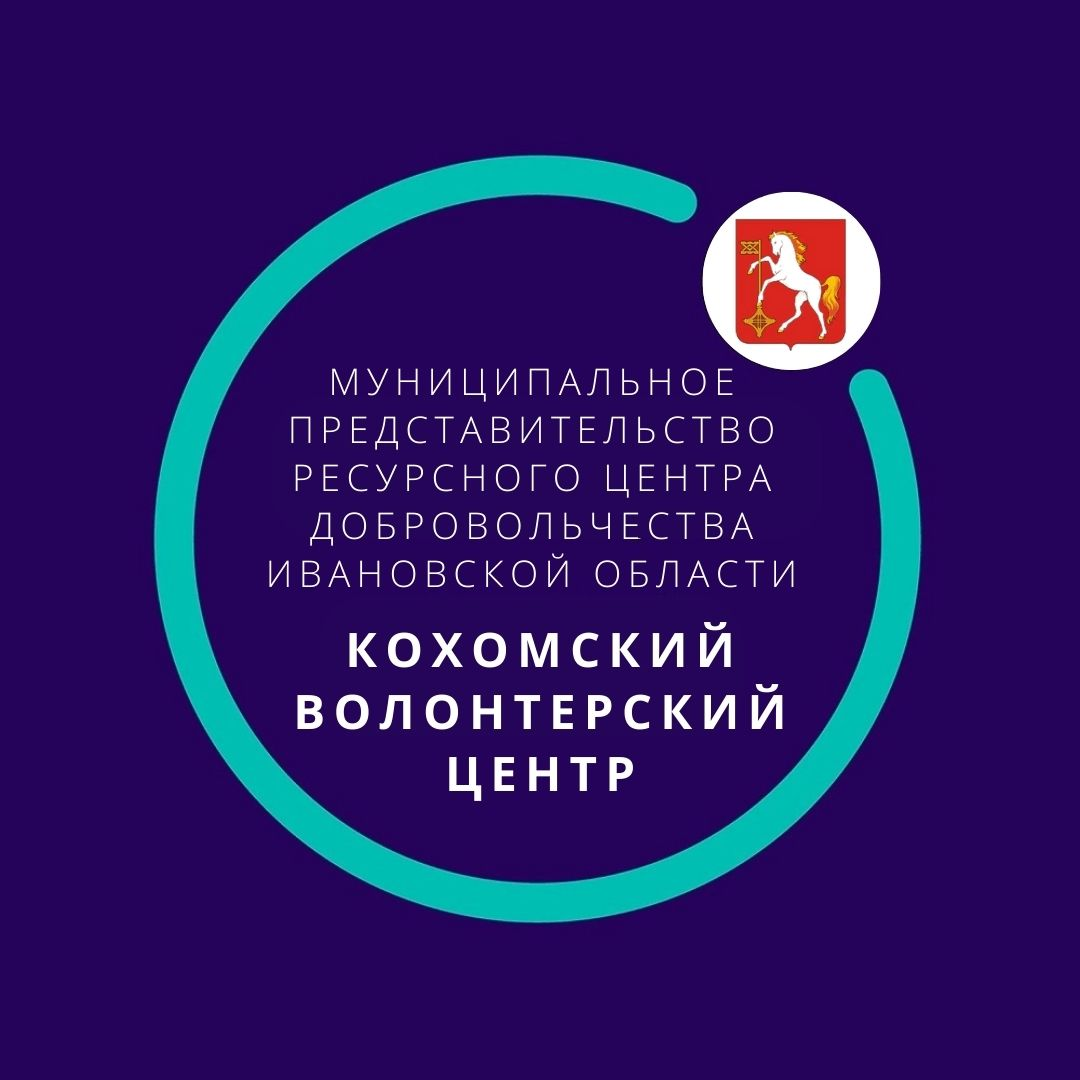 МУНИЦИПАЛЬНОЕ
ПРЕДСТАВИТЕЛЬСТВО
РЕСУРСНОГО ЦЕНТРА
ДОБРОВОЛЬЧЕСТВА
ИВАНОВСКОЙ ОБЛАСТИ
КОХОМСКИЙ
ВОЛОНТЕРСКИЙ
ЦЕНТР